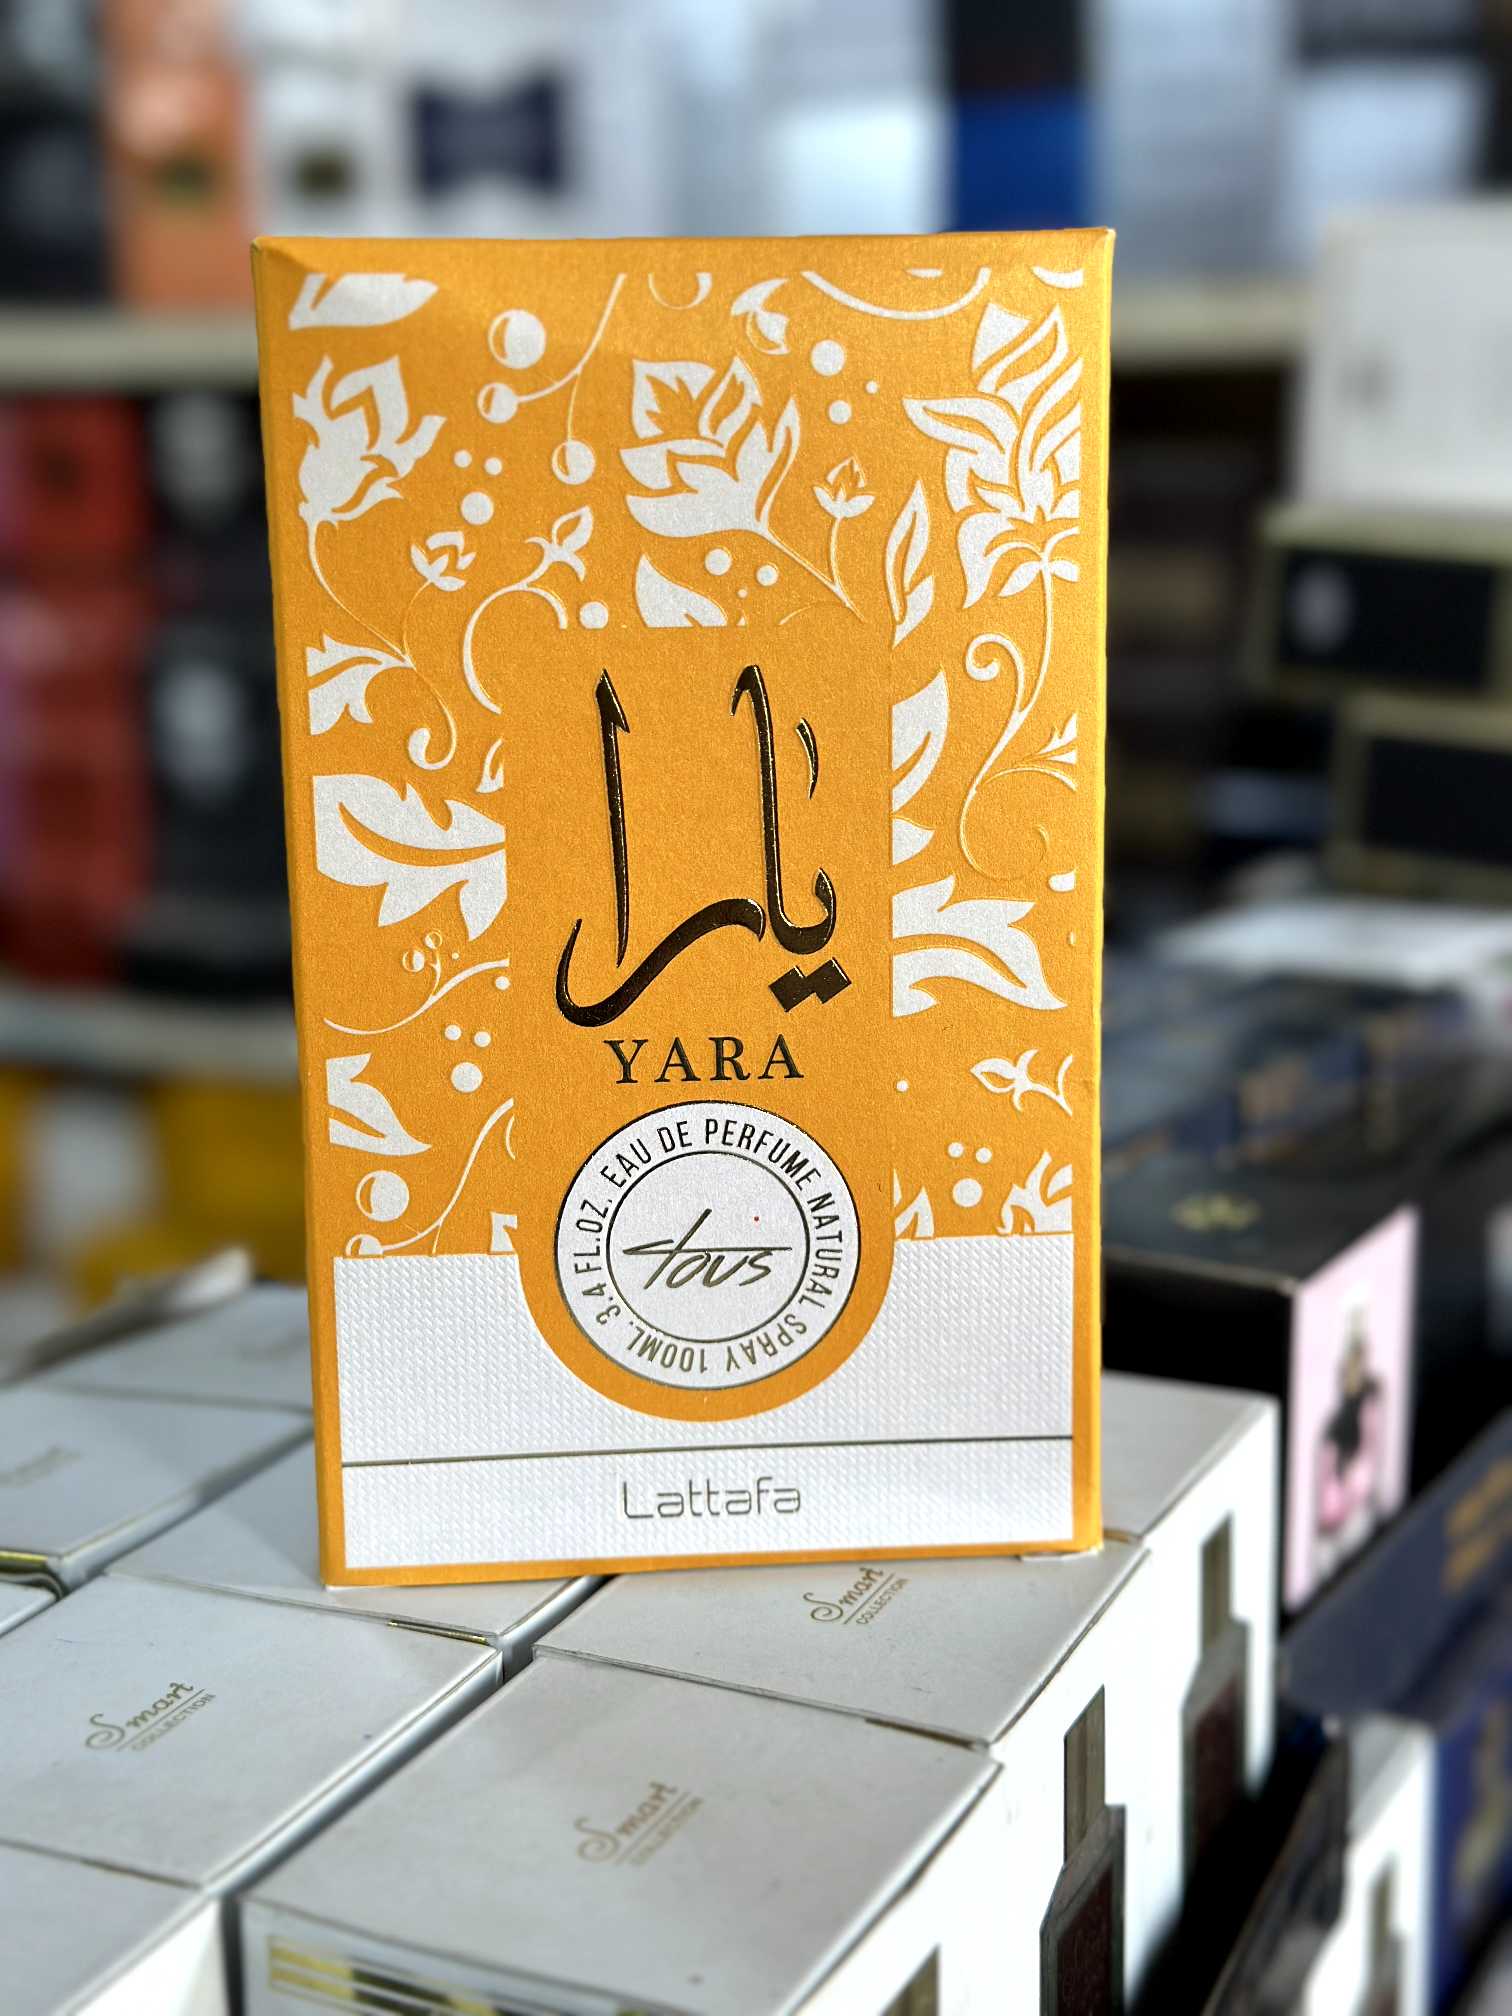 يارا
YARA
EAU DE PERFUME NATURAL SPRAY 100ML. 3.4 FL.OZ.
tous
Lattafa
Smart
COLLECTION
Smart
COLLECTION
Smart
COLLECTION